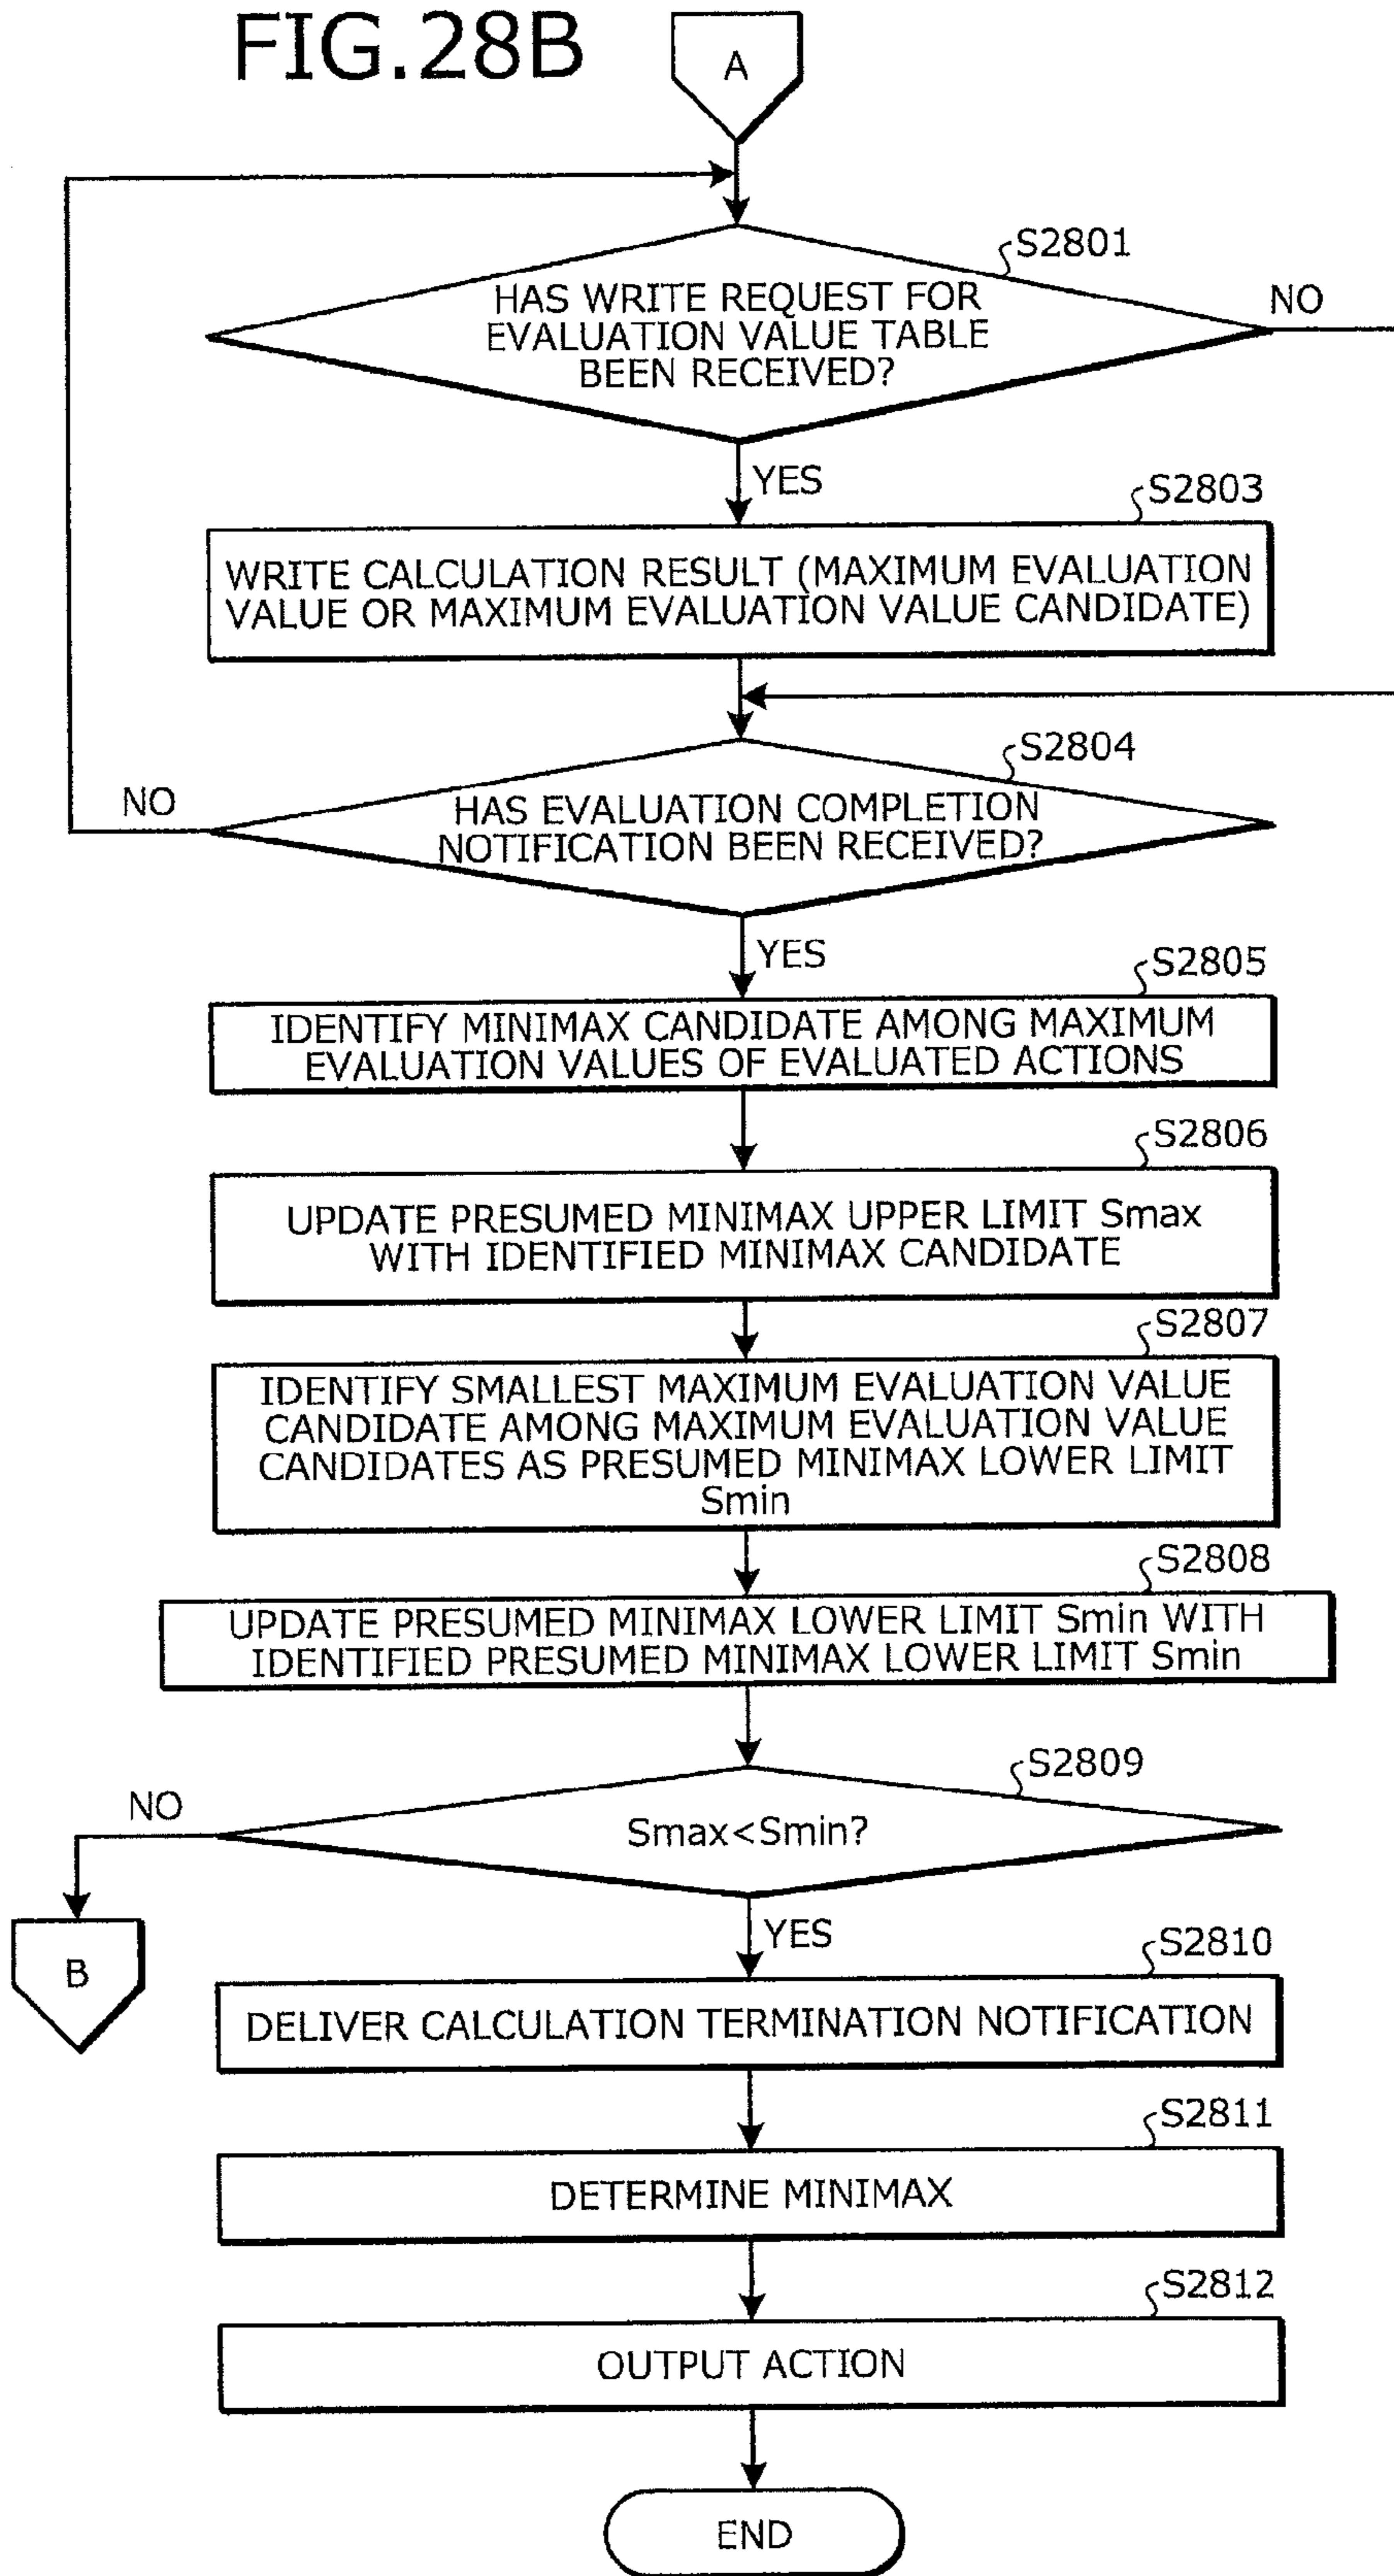 FIG.28B
A
S2801
HAS WRITE REQUEST FOR
EVALUATION VALUE TABLE
BEEN RECEIVED?
NO
YES
S2803
WRITE CALCULATION RESULT (MAXIMUM EVALUATION
VALUE OR MAXIMUM EVALUATION VALUE CANDIDATE)
S2804
NO
HAS EVALUATION COMPLETION
NOTIFICATION BEEN RECEIVED?
YES
S2805
IDENTIFY MINIMAX CANDIDATE AMONG MAXIMUM
EVALUATION VALUES OF EVALUATED ACTIONS
S2806
UPDATE PRESUMED MINIMAX UPPER LIMIT Smax
WITH IDENTIFIED MINIMAX CANDIDATE
S2807
IDENTIFY SMALLEST MAXIMUM EVALUATION VALUE
CANDIDATE AMONG MAXIMUM EVALUATION VALUE
CANDIDATES AS PRESUMED MINIMAX LOWER LIMIT
Smin
S2808
UPDATE PRESUMED MINIMAX LOWER LIMIT Smin WITH
IDENTIFIED PRESUMED MINIMAX LOWER LIMIT Smin
S2809
NO
Smax<Smin?
YES
B
S2810
DELIVER CALCULATION TERMINATION NOTIFICATION
S2811
DETERMINE MINIMAX
S2812
OUTPUT ACTION
END